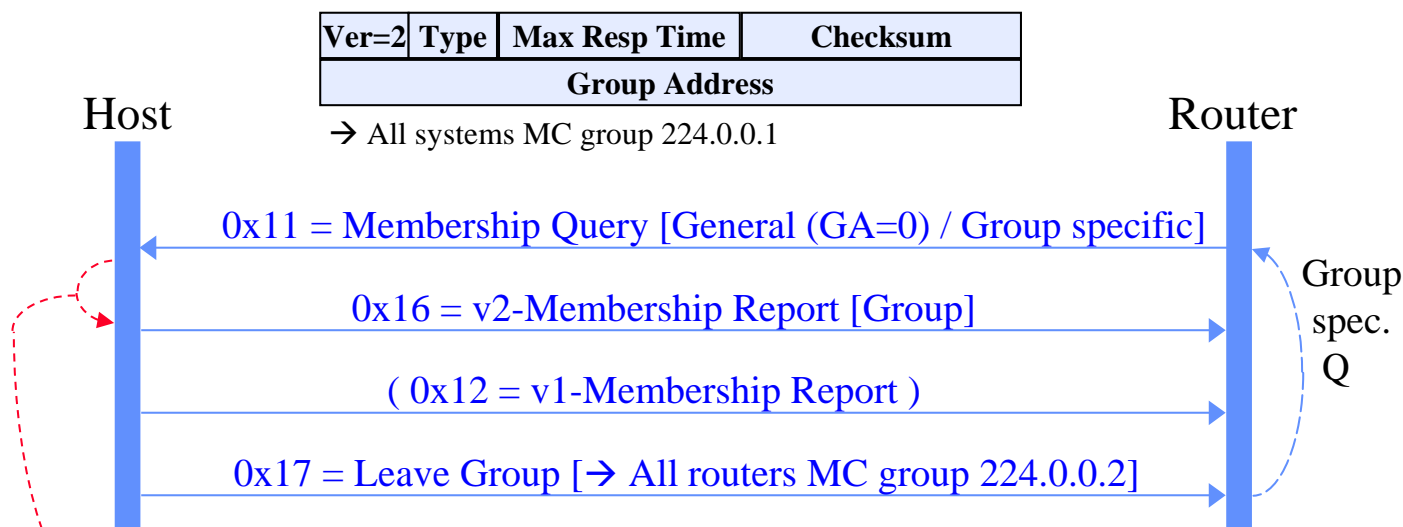 Ver=2 Type Max Resp Time Checksum
Group Address
Host
Router
→ All systems MC group 224.0.0.1
0x11 = Membership Query [General (GA=0) / Group specific]
Group
spec.
Q
0x16 = v2-Membership Report [Group]
( 0x12 = v1-Membership Report )
0x17 = Leave Group [→ All routers MC group 224.0.0.2]